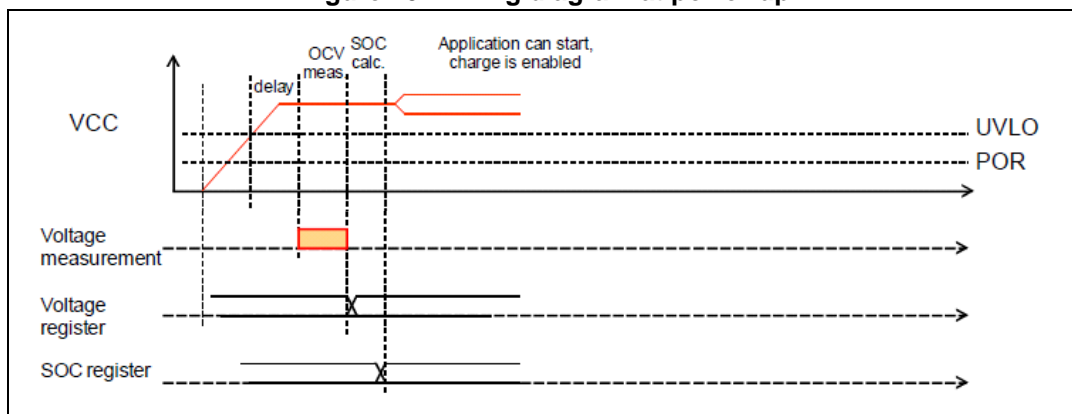 OCV
meas.
SOC
calc.
Application can start,
charge is enabled
delay
VCC
UVLO
POR
Voltage
measurement
Voltage
register
SOC register